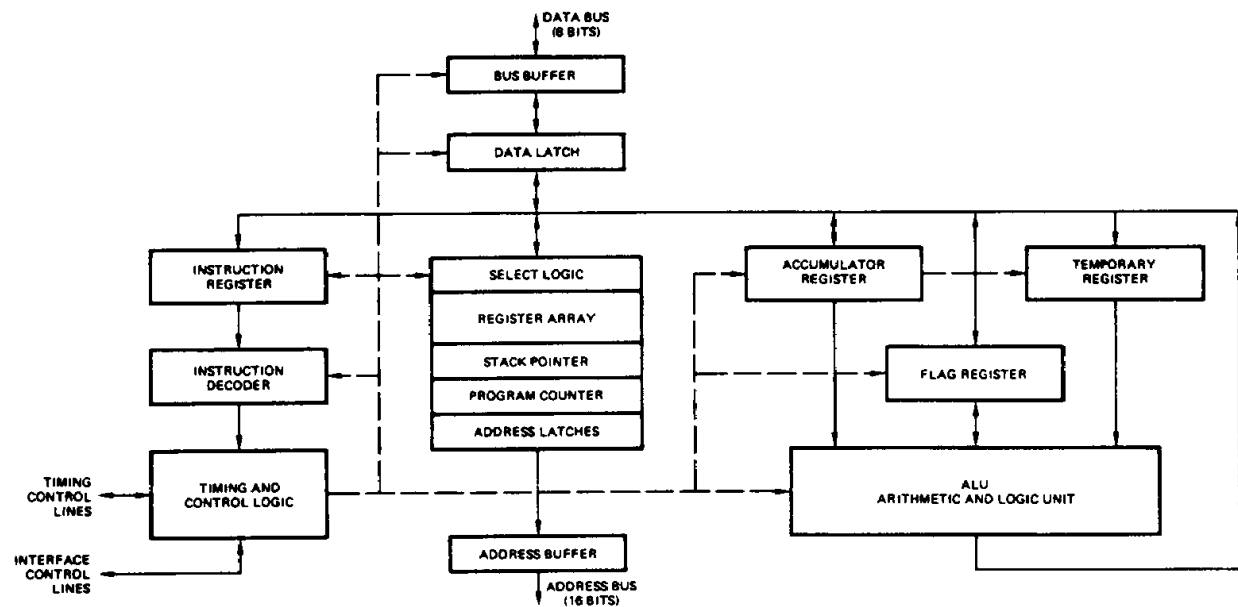 DATA BUS
(8 BITS)
BUS BUFFER
DATA LATCH
INSTRUCTION
REGISTER
SELECT LOGIC
ACCUMULATOR
REGISTER
TEMPORARY
REGISTER
REGISTER ARRAY
INSTRUCTION
DECODER
STACK POINTER
FLAG REGISTER
PROGRAM COUNTER
ADDRESS LATCHES
TIMING
CONTROL
LINES
TIMING AND
CONTROL LOGIC
ALU
ARITHMETIC AND LOGIC UNIT
INTERFACE
CONTROL
LINES
ADDRESS BUFFER
ADDRESS BUS
(16 BITS)